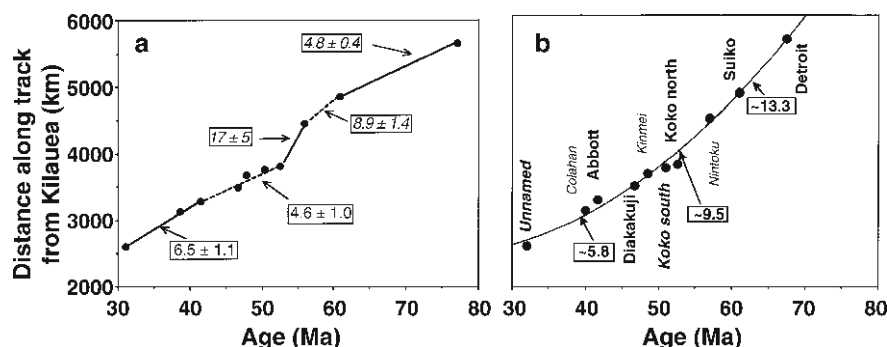 Distance along track
from Kilauea (km)
6000
5000
4000
3000
2000
a
4.8 ± 0.4
17 ± 5
8.9 ± 1.4
4.6 ± 1.0
6.5 ± 1.1
30 40 50 60 70 80
Age (Ma)
b
Unnamed
Colahan
Abbott
Diakakuji
Kinmei
Koko south
Koko north
Nintoku
Suiko
Detroit
~5.8
~9.5
~13.3
30 40 50 60 70 80
Age (Ma)